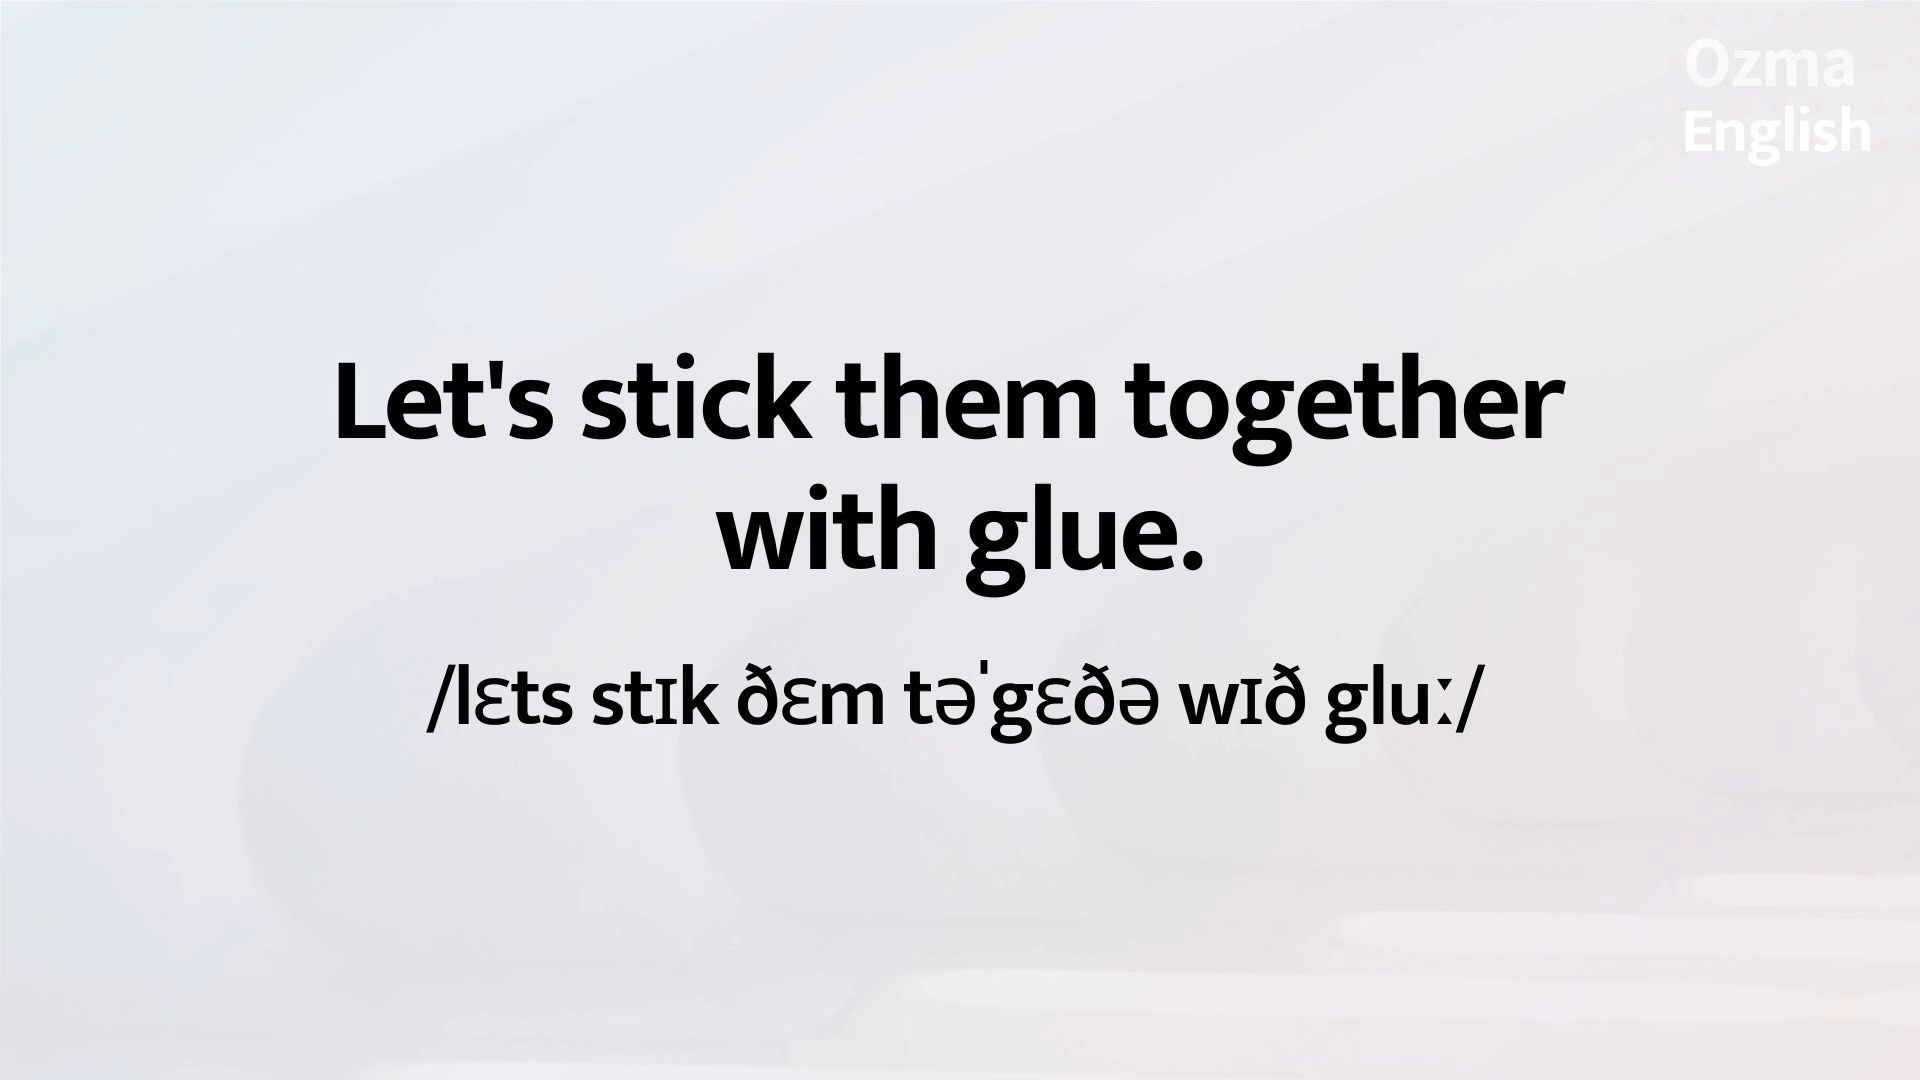 Ozma
English
Let's stick them together
with glue.
/lɛts stɪk ðɛm təˈgɛðə wɪð gluː/